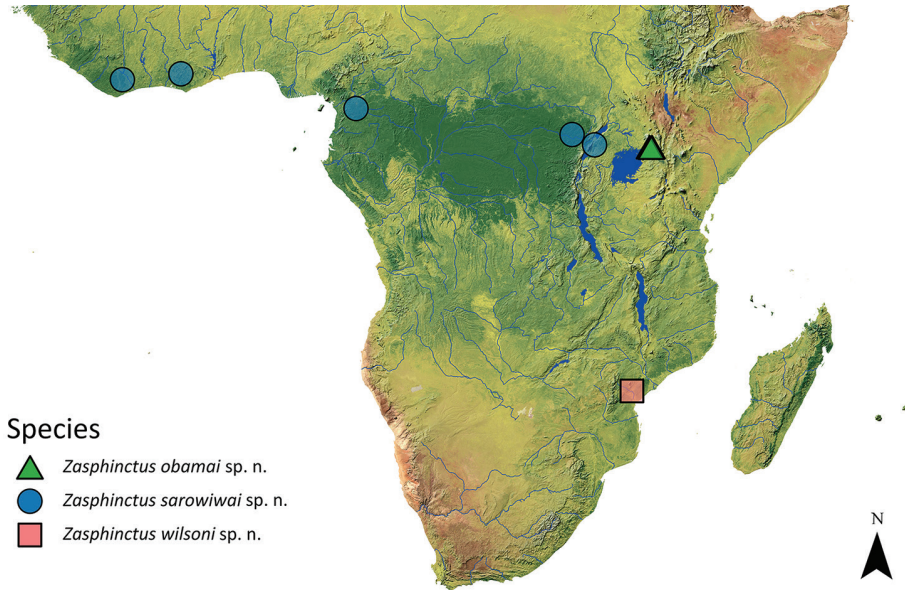 Species
Zasphinctus obamai sp. n.
Zasphinctus sarowiwai sp. n.
Zasphinctus wilsoni sp. n.
N